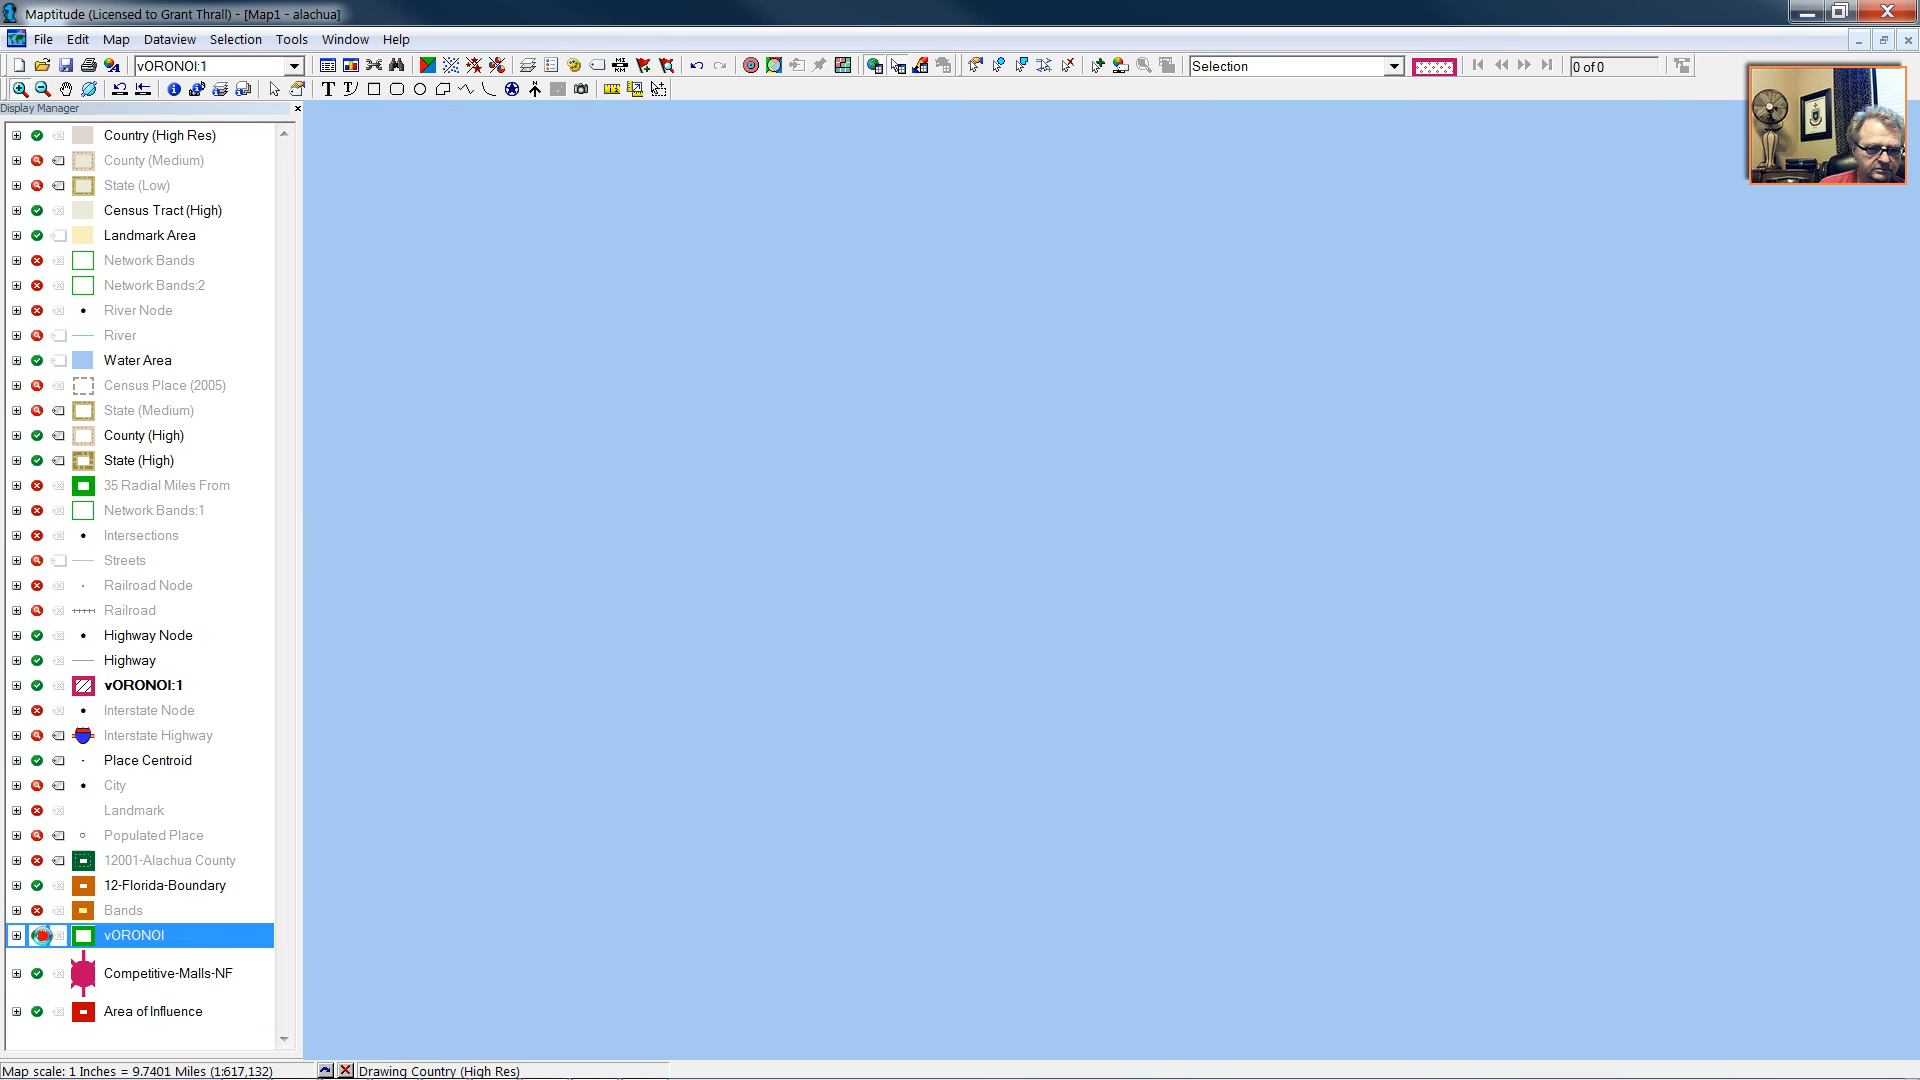 Maptitude (Licensed to Grant Thrall) - [Map1 - alachua]
File Edit Map Dataview Selection Tools Window Help
vORONOI:1
Selection
0 of 0
Display Manager
Country (High Res)
County (Medium)
State (Low)
Census Tract (High)
Landmark Area
Network Bands
Network Bands:2
River Node
River
Water Area
Census Place (2005)
State (Medium)
County (High)
State (High)
35 Radial Miles From
Network Bands:1
Intersections
Streets
Railroad Node
Railroad
Highway Node
Highway
vORONOI:1
Interstate Node
Interstate Highway
Place Centroid
City
Landmark
Populated Place
12001-Alachua County
12-Florida-Boundary
Bands
vORONOI
Competitive-Malls-NF
Area of Influence
Map scale: 1 Inches = 9.7401 Miles (1:617,132)
Drawing Country (High Res)